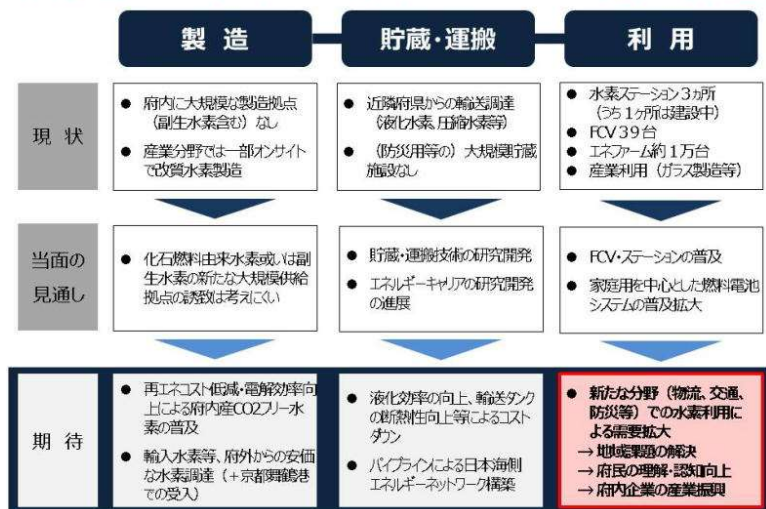 製造
貯蔵・運搬
利用
現状
● 府内に大規模な製造拠点
（副生水素含む）なし
● 産業分野では一部オンサイト
で改質水素製造
● 近隣府県からの輸送調達
（液化水素、圧縮水素等）
● （防災用等の）大規模貯蔵
施設なし
● 水素ステーション３ヵ所
（うち１ヶ所は建設中）
● FCV 39台
● エネファーム約１万台
● 産業利用（ガラス製造等）
当面の
見通し
● 化石燃料由来水素或いは副
生水素の新たな大規模供給
拠点の誘致は考えにくい
● 貯蔵・運搬技術の研究開発
● エネルギーキャリアの研究開発
の進展
● FCV・ステーションの普及
● 家庭用を中心とした燃料電池
システムの普及拡大
期待
● 再エネコスト低減・電解効率向
上による府内産CO2フリー水
素の普及
● 輸入水素等、府外からの安価
な水素調達（＋京都舞鶴港
での受入）
● 液化効率の向上、輸送タンク
の断熱性向上等によるコスト
ダウン
● パイプラインによる日本海側
エネルギーネットワーク構築
● 新たな分野（物流、交通、
防災等）での水素利用に
よる需要拡大
→ 地域課題の解決
→ 府民の理解・認知向上
→ 府内企業の産業振興